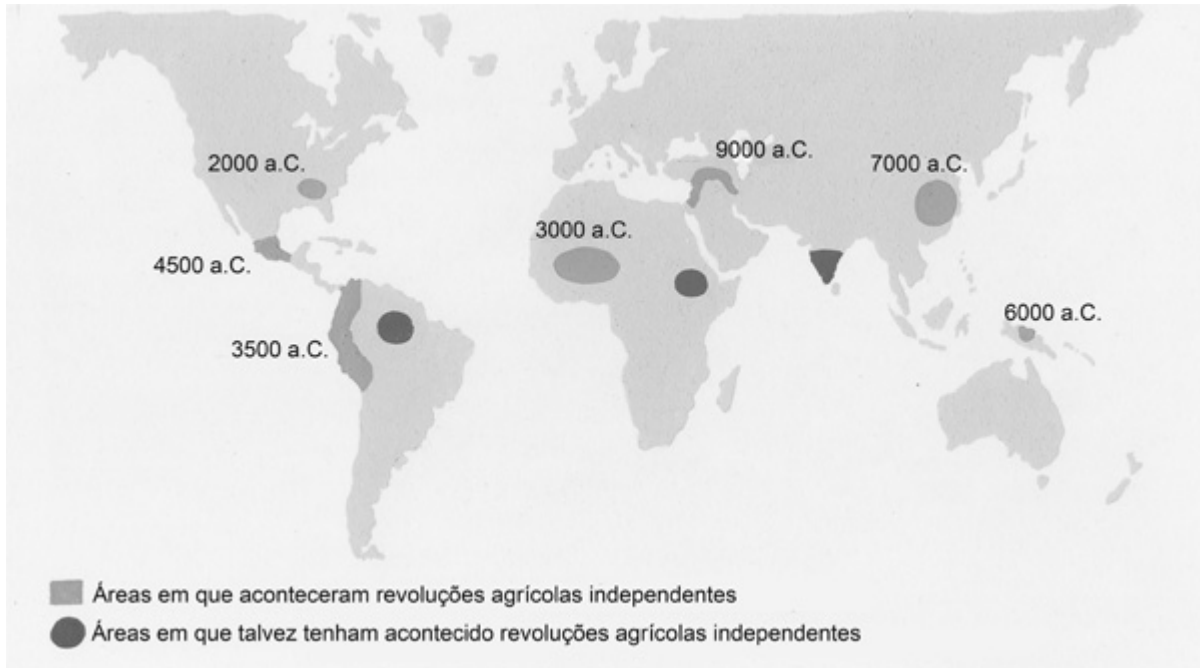 9000 a.C.
7000 a.C.
2000 a.C.
3000 a.C.
4500 a.C.
6000 a.C.
3500 a.C.
Áreas em que aconteceram revoluções agrícolas independentes
Áreas em que talvez tenham acontecido revoluções agrícolas independentes